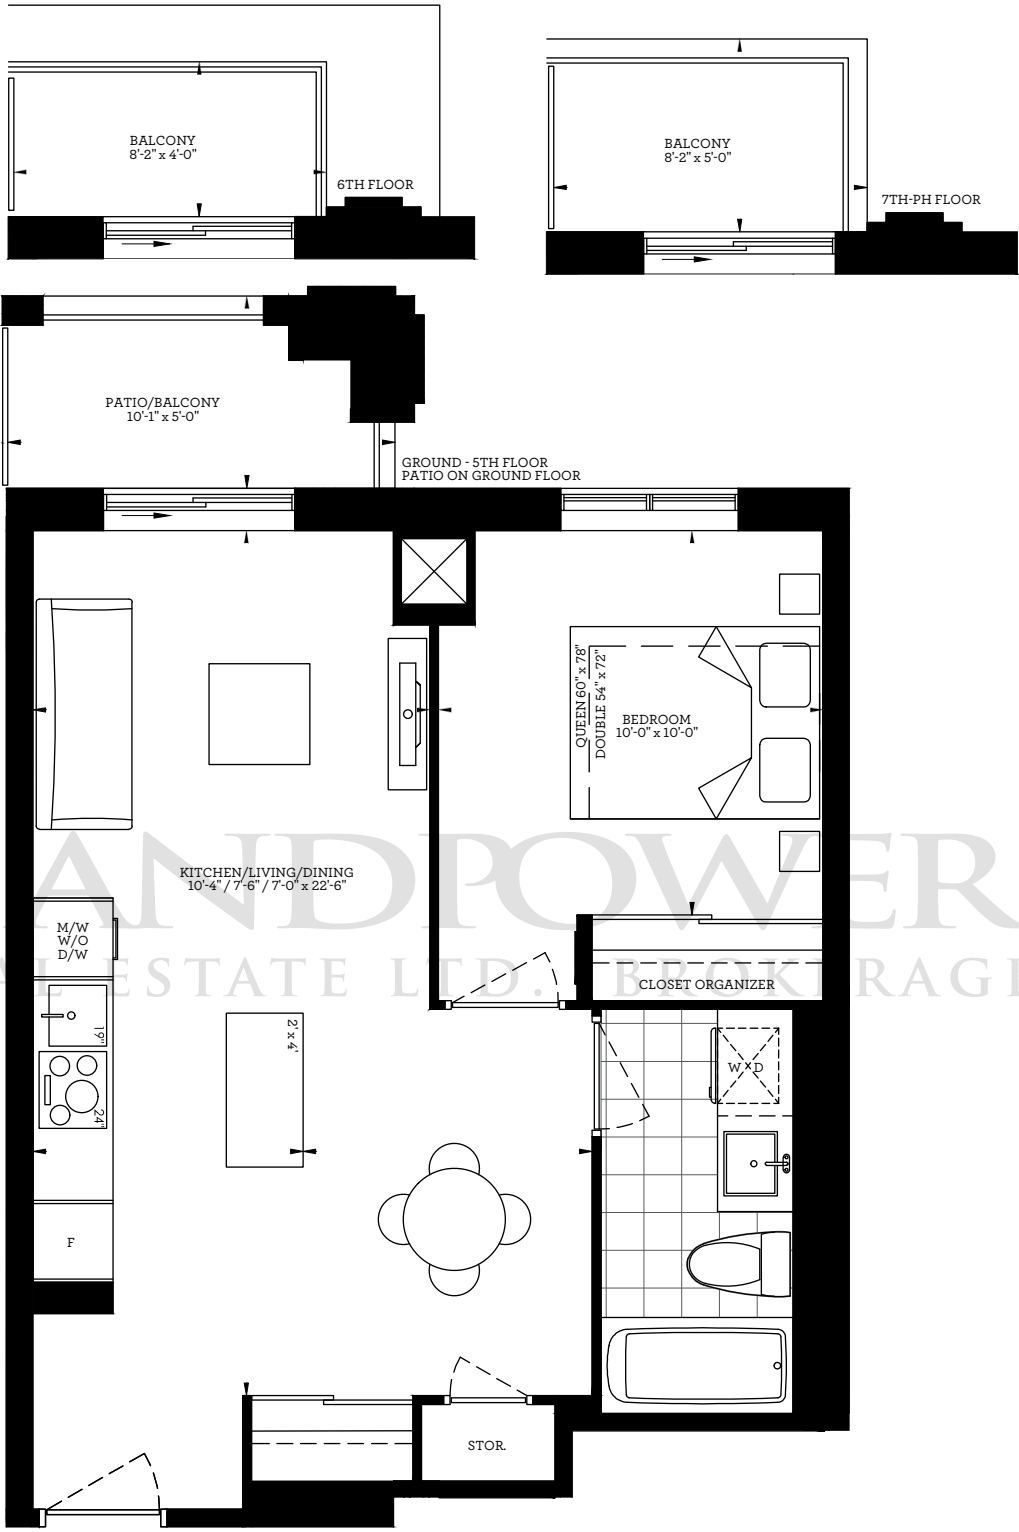 BALCONY
8'-2" x 4'-0"
6TH FLOOR
BALCONY
8'-2" x 5'-0"
7TH-PH FLOOR
PATIO/BALCONY
10'-1" x 5'-0"
GROUND - 5TH FLOOR
PATIO ON GROUND FLOOR
QUEEN 60" x 78"
DOUBLE 54" x 72"
BEDROOM
10'-0" x 10'-0"
ANDPOWER
KITCHEN/LIVING/DINING
10'-4" / 7'-6" / 7'-0" x 22'-6"
M/W
W/O
D/W
AL ESTATE LTD. BROKERAGE
CLOSET ORGANIZER
19"
2' x 4'
W D
24"
F
STOR.